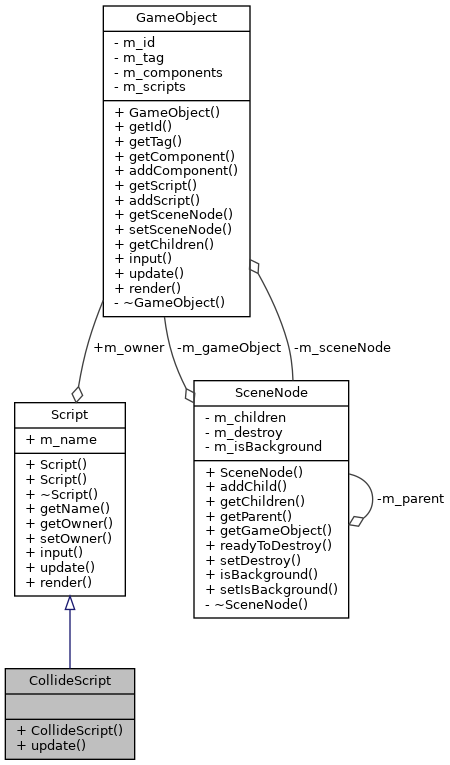 GameObject
- m_id
- m_tag
- m_components
- m_scripts
+ GameObject()
+ getId()
+ getTag()
+ getComponent()
+ addComponent()
+ getScript()
+ addScript()
+ getSceneNode()
+ setSceneNode()
+ getChildren()
+ input()
+ update()
+ render()
- ~GameObject()
+m_owner
-m_gameObject
-m_sceneNode
Script
+ m_name
+ Script()
+ Script()
+ ~Script()
+ getName()
+ getOwner()
+ setOwner()
+ input()
+ update()
+ render()
SceneNode
- m_children
- m_destroy
- m_isBackground
+ SceneNode()
+ addChild()
+ getChildren()
+ getParent()
+ getGameObject()
+ readyToDestroy()
+ setDestroy()
+ isBackground()
+ setIsBackground()
- ~SceneNode()
-m_parent
CollideScript
+ CollideScript()
+ update()